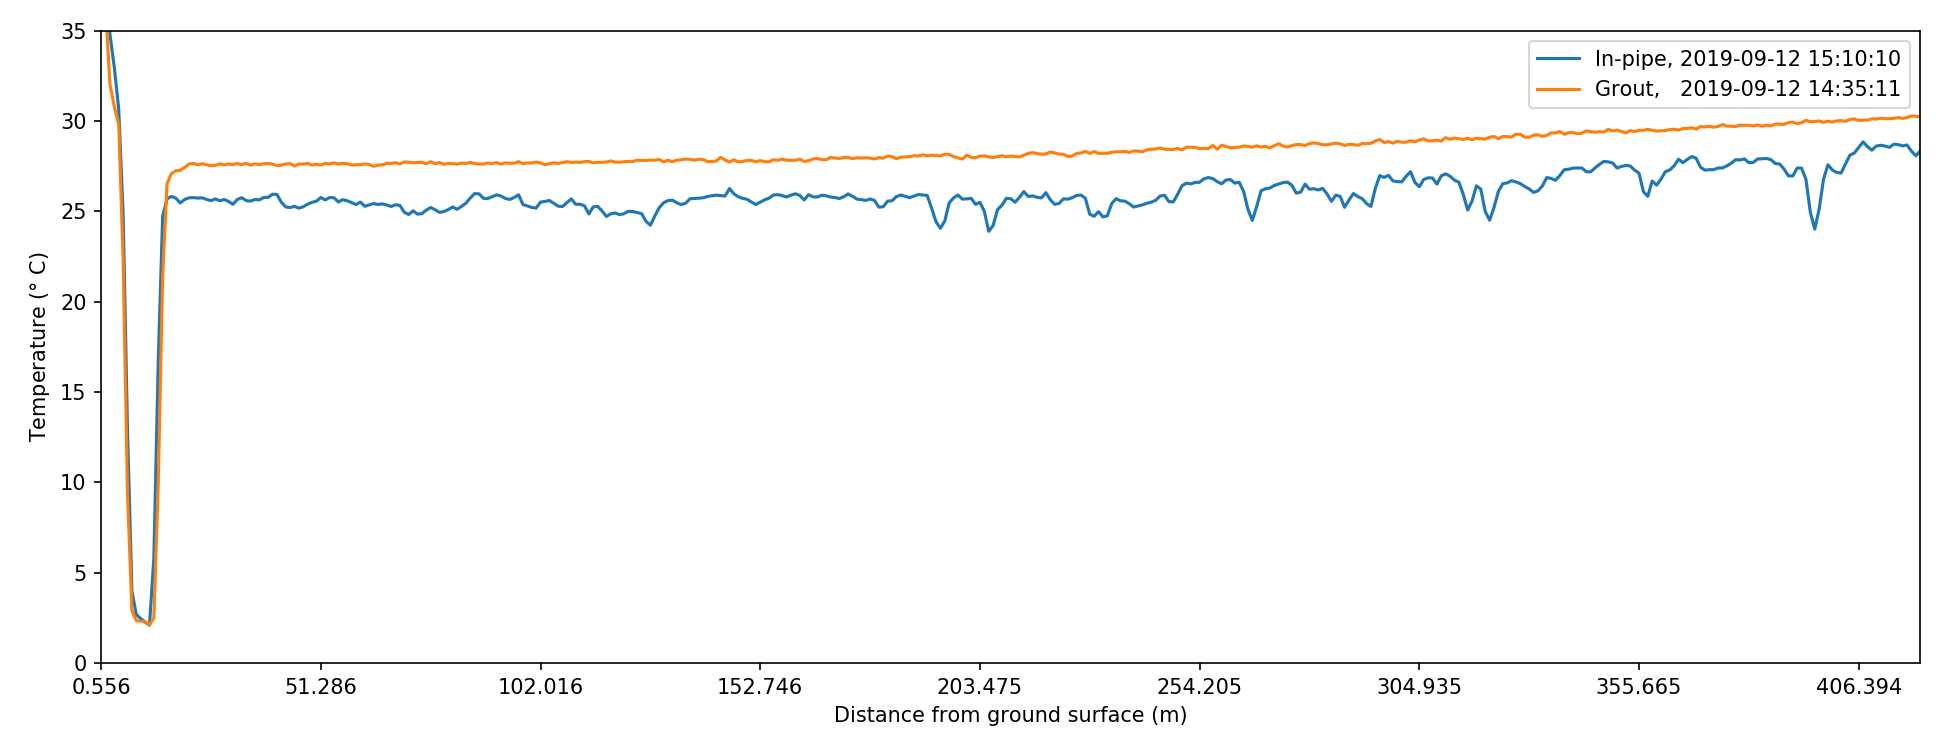 In-pipe, 2019-09-12 15:10:10
Grout, 2019-09-12 14:35:11
35
30
25
20
15
10
5
0
Temperature (° C)
0.556 51.286 102.016 152.746 203.475 254.205 304.935 355.665 406.394
Distance from ground surface (m)